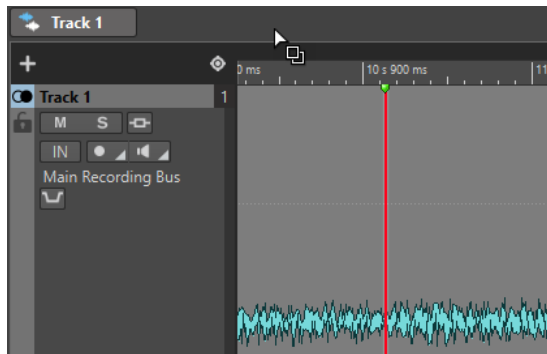 Track 1
0 ms 10 s 900 ms 11
Track 1 1
M S
IN
Main Recording Bus